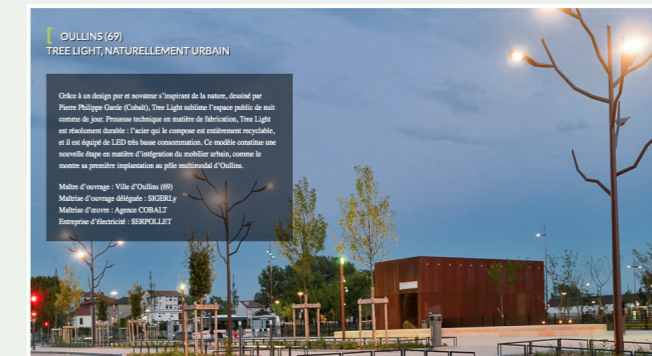 [ OULLINS (69)
TREE LIGHT, NATURELLEMENT URBAIN
Grâce à un design pur et novateur s'inspirant de la nature, dessiné par
Pierre Philippe Garde (Cobalt), Tree Light sublime l'espace public de nuit
comme de jour. Prouesse technique en matière de fabrication, Tree Light
est résolument durable : l'acier qui le compose est entièrement recyclable,
et il est équipé de LED très basse consommation. Ce modèle constitue une
nouvelle étape en matière d'intégration du mobilier urbain, comme le
montre sa première implantation au pôle multimodal d'Oullins.
Maître d'ouvrage : Ville d'Oullins (69)
Maîtrise d'ouvrage déléguée : SIGERLy
Maîtrise d'œuvre : Agence COBALT
Entreprise d'électricité : SERPOLLET